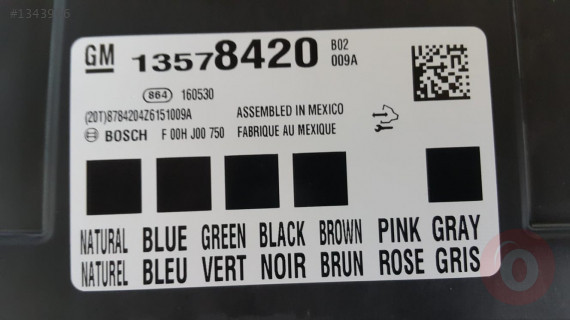 GM 13578420 B02
009A
864 160530
(20T)8784204Z6151009A ASSEMBLED IN MEXICO
BOSCH F 00H J00 750 FABRIQUE AU MEXIQUE
NATURAL BLUE GREEN BLACK BROWN PINK GRAY
NATUREL BLEU VERT NOIR BRUN ROSE GRIS